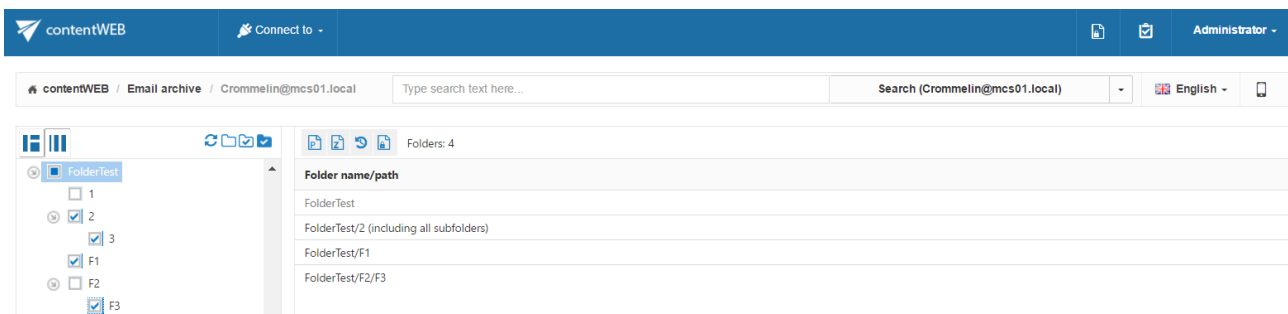 contentWEB
Connect to
Administrator
contentWEB / Email archive / Crommelin@mcs01.local
Type search text here...
Search (Crommelin@mcs01.local)
English
Folders: 4
FolderTest
1
2
3
F1
F2
F3
Folder name/path
FolderTest
FolderTest/2 (including all subfolders)
FolderTest/F1
FolderTest/F2/F3